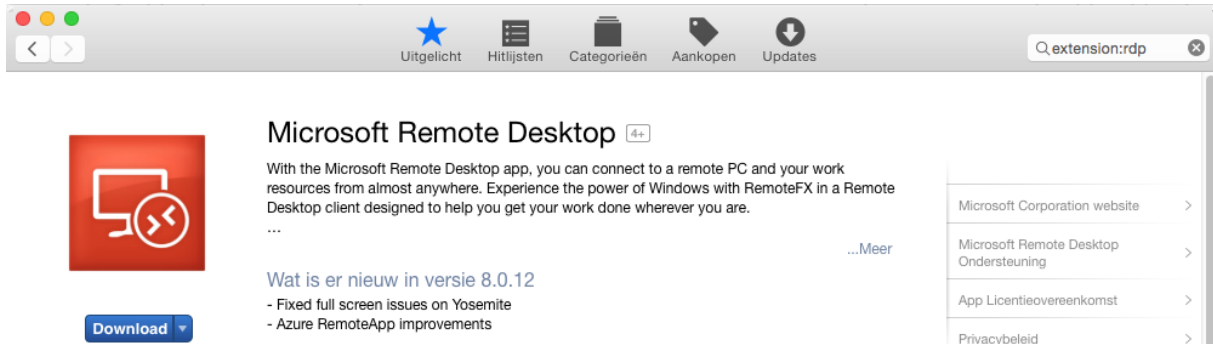 Uitgelicht Hitlijsten Categorieën Aankopen Updates
extension:rdp
Microsoft Remote Desktop 4+
With the Microsoft Remote Desktop app, you can connect to a remote PC and your work
resources from almost anywhere. Experience the power of Windows with RemoteFX in a Remote
Desktop client designed to help you get your work done wherever you are.
...
...Meer
Wat is er nieuw in versie 8.0.12
- Fixed full screen issues on Yosemite
- Azure RemoteApp improvements
Download
Microsoft Corporation website
Microsoft Remote Desktop
Ondersteuning
App Licentieovereenkomst
Privacybeleid